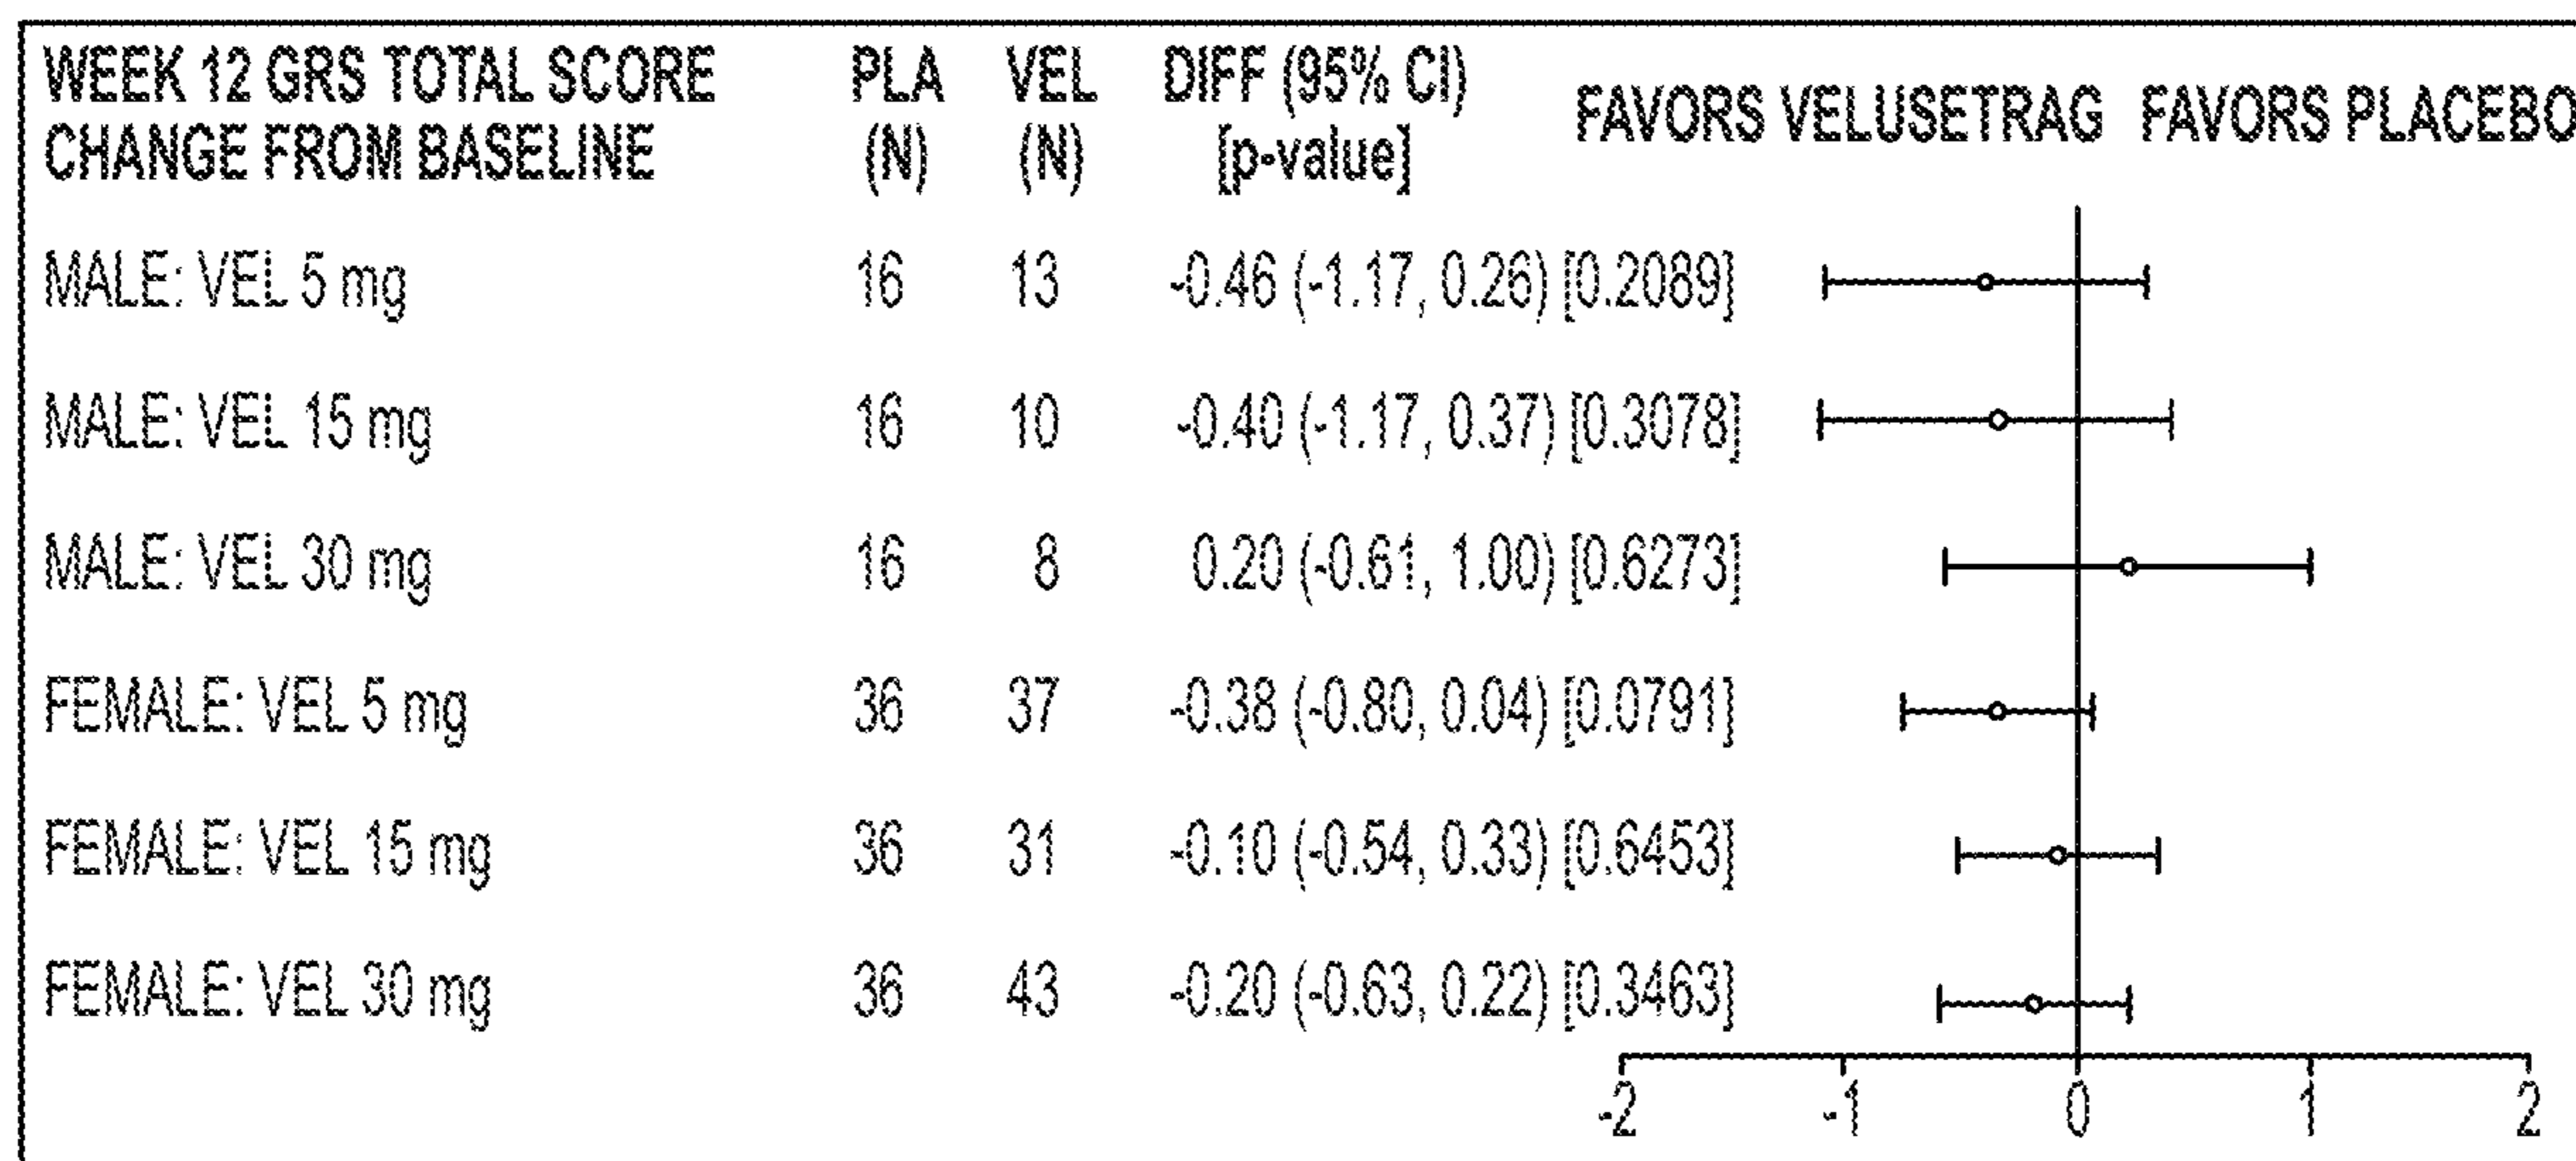 WEEK 12 GRS TOTAL SCORE PLA VEL DIFF (95% CI) FAVORS VELUSETRAG FAVORS PLACEBO
CHANGE FROM BASELINE (N) (N) [p-value]
MALE: VEL 5 mg 16 13 -0.46 (-1.17, 0.26) [0.2089]
MALE: VEL 15 mg 16 10 -0.40 (-1.17, 0.37) [0.3078]
MALE: VEL 30 mg 16 8 0.20 (-0.61, 1.00) [0.6273]
FEMALE: VEL 5 mg 36 37 -0.38 (-0.80, 0.04) [0.0791]
FEMALE: VEL 15 mg 36 31 -0.10 (-0.54, 0.33) [0.6453]
FEMALE: VEL 30 mg 36 43 -0.20 (-0.63, 0.22) [0.3463]
-2 -1 0 1 2